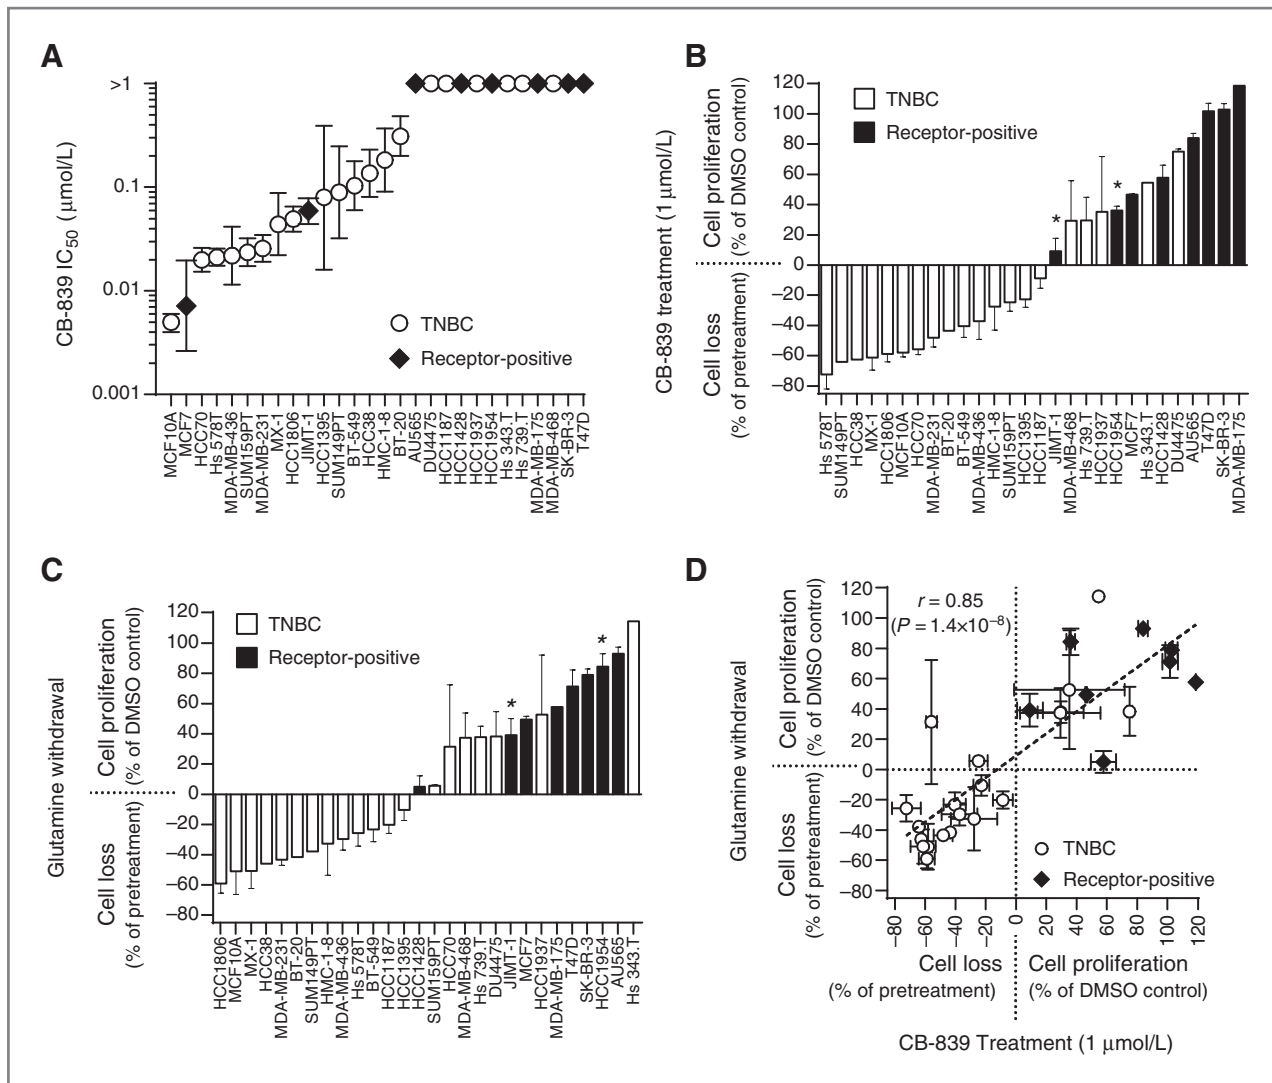 A
CB-839 IC50 (μmol/L)
>1
0.1
0.01
0.001
TNBC
Receptor-positive
MCF10A
MCF7
HCC70
Hs 578T
MDA-MB-436
SUM159PT
MDA-MB-231
MX-1
HCC1806
JIMT-1
HCC1395
SUM149PT
BT-549
HCC38
HMC-1-8
BT-20
AU565
DU4475
HCC1187
HCC1428
HCC1937
HCC1954
Hs 343.T
Hs 739.T
MDA-MB-175
MDA-MB-468
SK-BR-3
T47D
B
CB-839 treatment (1 μmol/L)
Cell proliferation
(% of DMSO control)
Cell loss
(% of pretreatment)
120
100
80
60
40
20
0
−20
−40
−60
−80
TNBC
Receptor-positive
*
*
Hs 578T
SUM149PT
HCC38
MX-1
HCC1806
MCF10A
HCC70
MDA-MB-231
BT-20
BT-549
MDA-MB-436
HMC-1-8
SUM159PT
HCC1395
HCC1187
JIMT-1
MDA-MB-468
Hs 739.T
HCC1937
HCC1954
MCF7
Hs 343.T
HCC1428
DU4475
AU565
T47D
SK-BR-3
MDA-MB-175
C
Glutamine withdrawal
Cell proliferation
(% of DMSO control)
Cell loss
(% of pretreatment)
120
100
80
60
40
20
0
−20
−40
−60
−80
TNBC
Receptor-positive
*
*
HCC1806
MCF10A
MX-1
HCC38
MDA-MB-231
BT-20
SUM149PT
HMC-1-8
MDA-MB-436
Hs 578T
BT-549
HCC1187
HCC1395
HCC1428
SUM159PT
HCC70
MDA-MB-468
Hs 739.T
DU4475
JIMT-1
MCF7
HCC1937
MDA-MB-175
T47D
SK-BR-3
HCC1954
AU565
Hs 343.T
D
Glutamine withdrawal
Cell proliferation
(% of DMSO control)
Cell loss
(% of pretreatment)
120
100
80
60
40
20
0
−20
−40
−60
−80
r = 0.85
(P = 1.4×10−8)
TNBC
Receptor-positive
−80
−60
−40
−20
0
20
40
60
80
100
120
Cell loss
(% of pretreatment)
Cell proliferation
(% of DMSO control)
CB-839 Treatment (1 μmol/L)